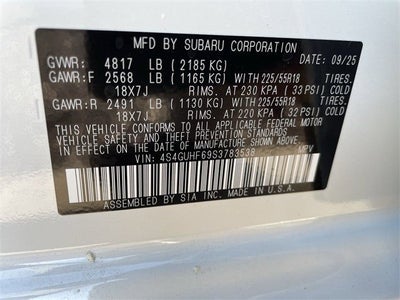 MFD BY SUBARU CORPORATION DATE: 09/25
GVWR: 4817 LB (2185 KG)
GAWR:F 2568 LB (1165 KG) WITH 225/55R18 TIRES.
18X7J RIMS. AT 230 KPA (33 PSI) COLD
GAWR:R 2491 LB (1130 KG) WITH 225/55R18 TIRES.
18X7J RIMS. AT 220 KPA (32 PSI) COLD
THIS VEHICLE CONFORMS TO ALL APPLICABLE FEDERAL MOTOR
VEHICLE SAFETY, BUMPER, AND THEFT PREVENTION
STANDARDS IN EFFECT ON THE DATE OF MANUFACTURE SHOWN ABOVE.
VIN: 4S4GUHF69S3783538 MPV
ASSEMBLED BY SIA INC. MADE IN U.S.A.